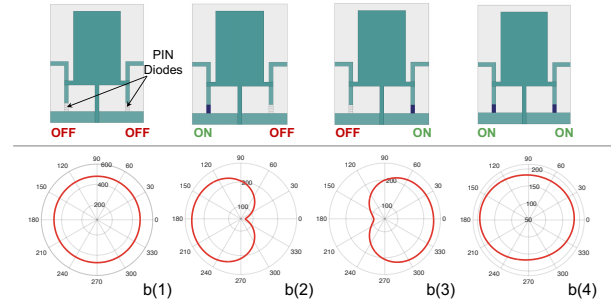 PIN
Diodes
OFF OFF ON OFF OFF ON ON ON
90 90 90 90
120 600 60 120 60 120 60 120 200 60
400 200 200 150
150 200 30 150 100 30 150 100 30 150 100 30
180 0 180 0 180 0 180 50 0
210 330 210 330 210 330 210 330
240 300 240 300 240 300 240 300
270 270 270 270
b(1) b(2) b(3) b(4)